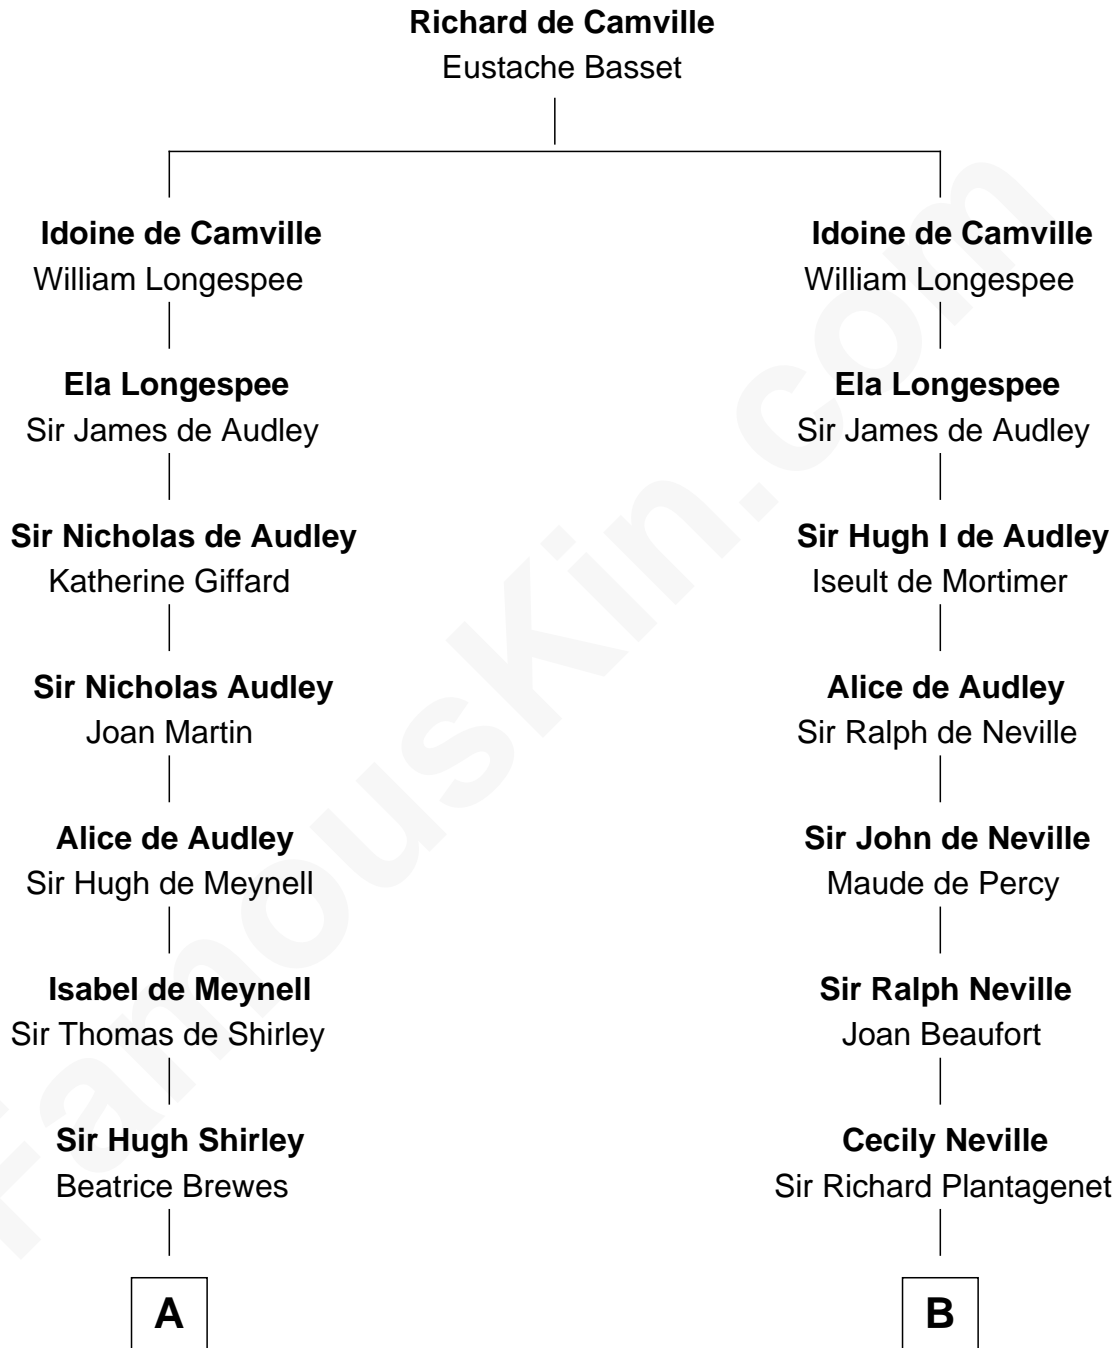 Richard de Camville
Eustache Basset
Idoine de Camville
William Longespee
Idoine de Camville
William Longespee
Ela Longespee
Sir James de Audley
Ela Longespee
Sir James de Audley
Sir Nicholas de Audley
Katherine Giffard
Sir Hugh I de Audley
Iseult de Mortimer
Sir Nicholas Audley
Joan Martin
Alice de Audley
Sir Ralph de Neville
Alice de Audley
Sir Hugh de Meynell
Sir John de Neville
Maude de Percy
Isabel de Meynell
Sir Thomas de Shirley
Sir Ralph Neville
Joan Beaufort
Sir Hugh Shirley
Beatrice Brewes
Cecily Neville
Sir Richard Plantagenet
A
B
FamousKin.com